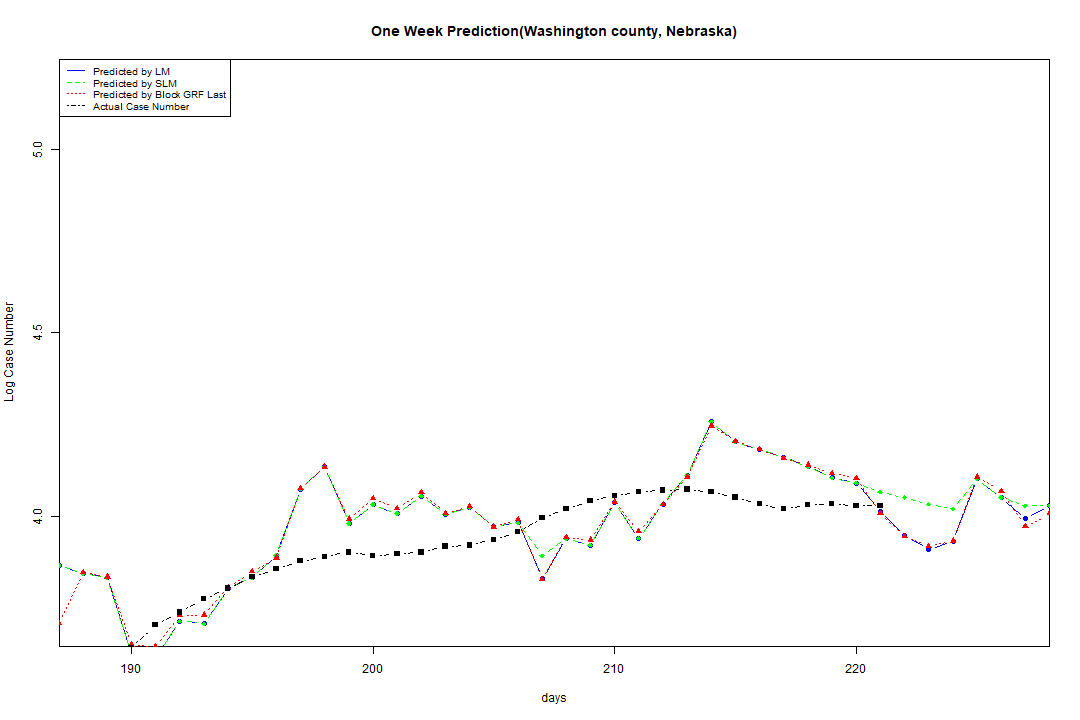 One Week Prediction(Washington county, Nebraska)
Predicted by LM
Predicted by SLM
Predicted by Block GRF Last
Actual Case Number
5.0
4.5
4.0
Log Case Number
190 200 210 220
days